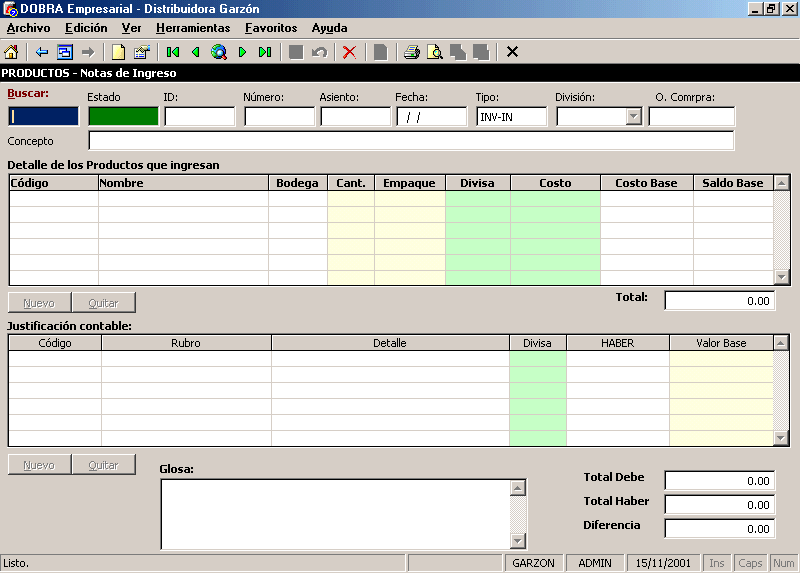 DOBRA Empresarial - Distribuidora Garzón
Archivo Edición Ver Herramientas Favoritos Ayuda
PRODUCTOS - Notas de Ingreso
Buscar: Estado ID: Número: Asiento: Fecha: Tipo: División: O. Comrpra:
/ / INV-IN
Concepto
Detalle de los Productos que ingresan
Código Nombre Bodega Cant. Empaque Divisa Costo Costo Base Saldo Base
Nuevo Quitar Total: 0.00
Justificación contable:
Código Rubro Detalle Divisa HABER Valor Base
Nuevo Quitar Glosa: Total Debe 0.00
Total Haber 0.00
Diferencia 0.00
Listo. GARZON ADMIN 15/11/2001 Ins Caps Num